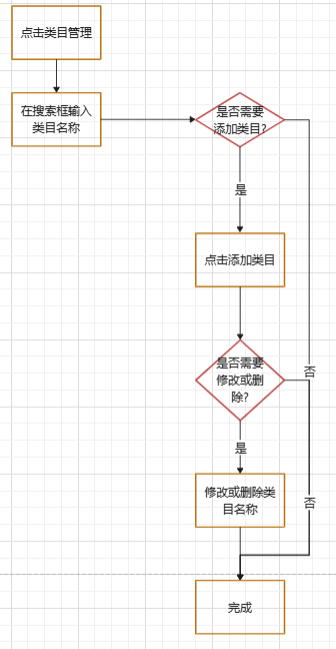 点击类目管理
在搜索框输入
类目名称
是否需要
添加类目?
是
点击添加类目
是否需要
修改或删
除?
否
是
否
修改或删除类
目名称
完成